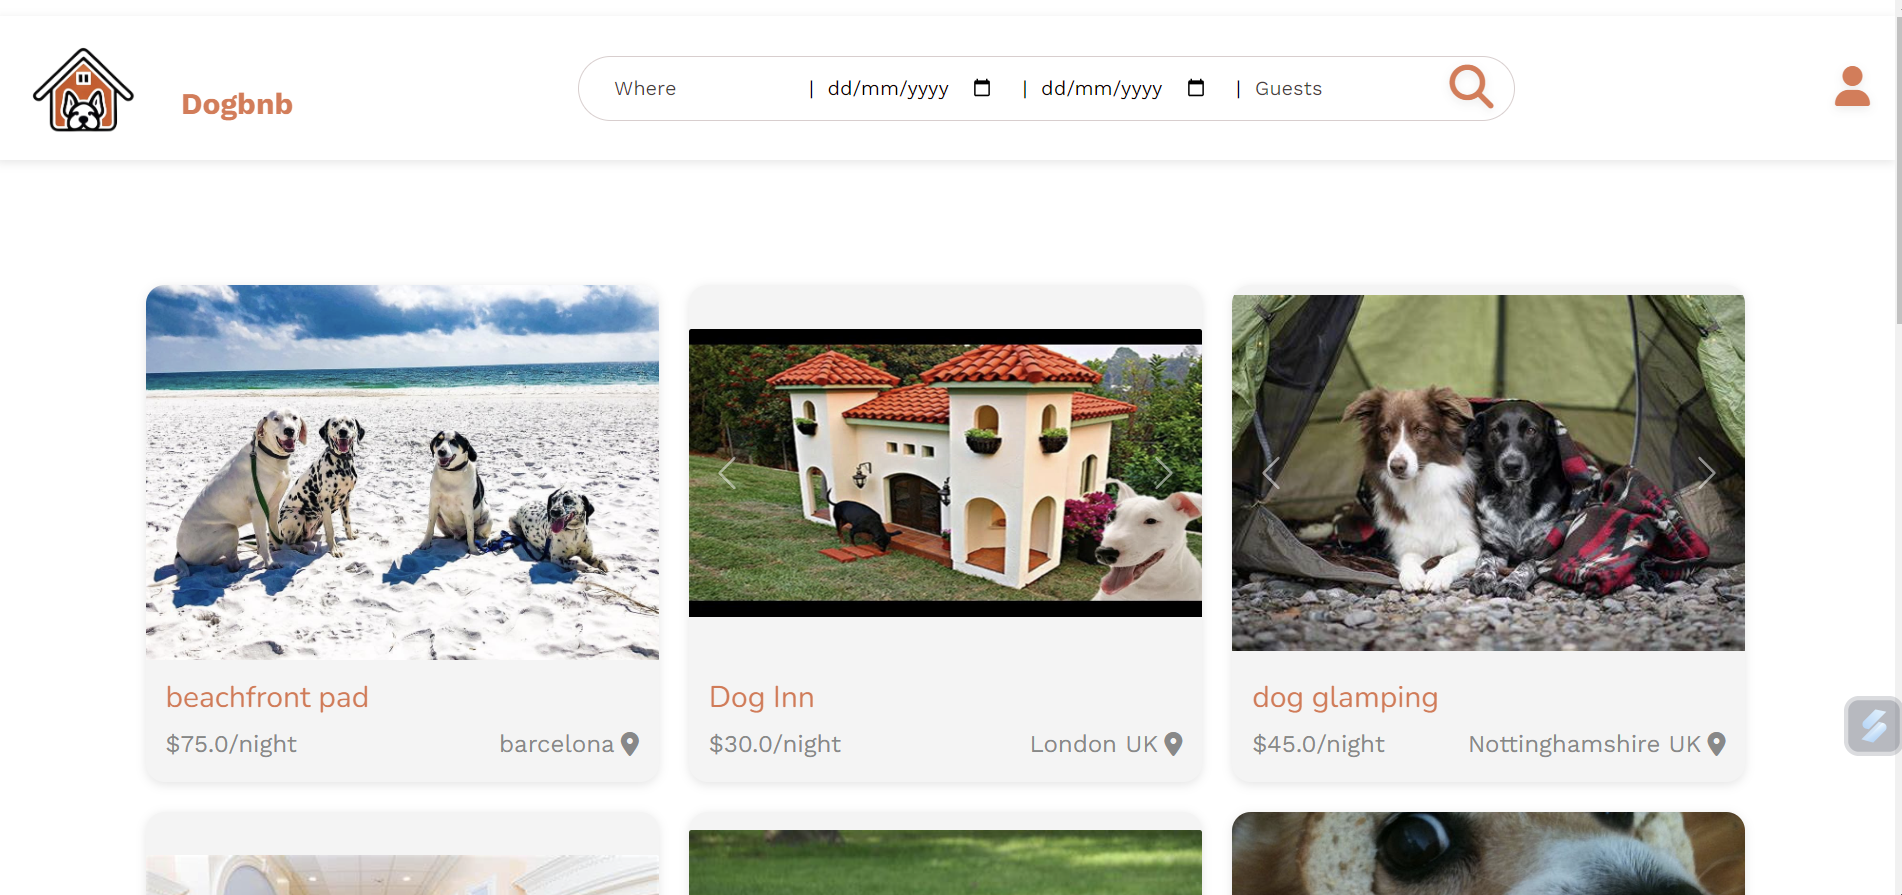 Dogbnb
Where | dd/mm/yyyy | dd/mm/yyyy | Guests
beachfront pad
$75.0/night barcelona
Dog Inn
$30.0/night London UK
dog glamping
$45.0/night Nottinghamshire UK